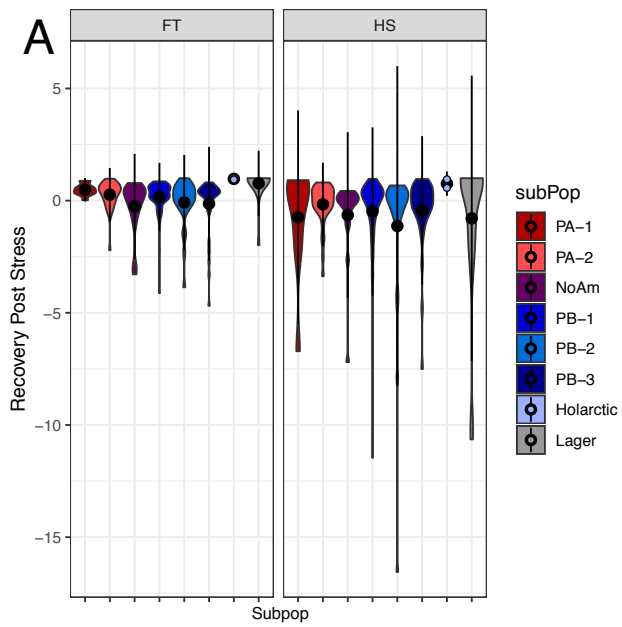 A
FT
HS
5
0
−5
−10
−15
Recovery Post Stress
Subpop
subPop
PA−1
PA−2
NoAm
PB−1
PB−2
PB−3
Holarctic
Lager